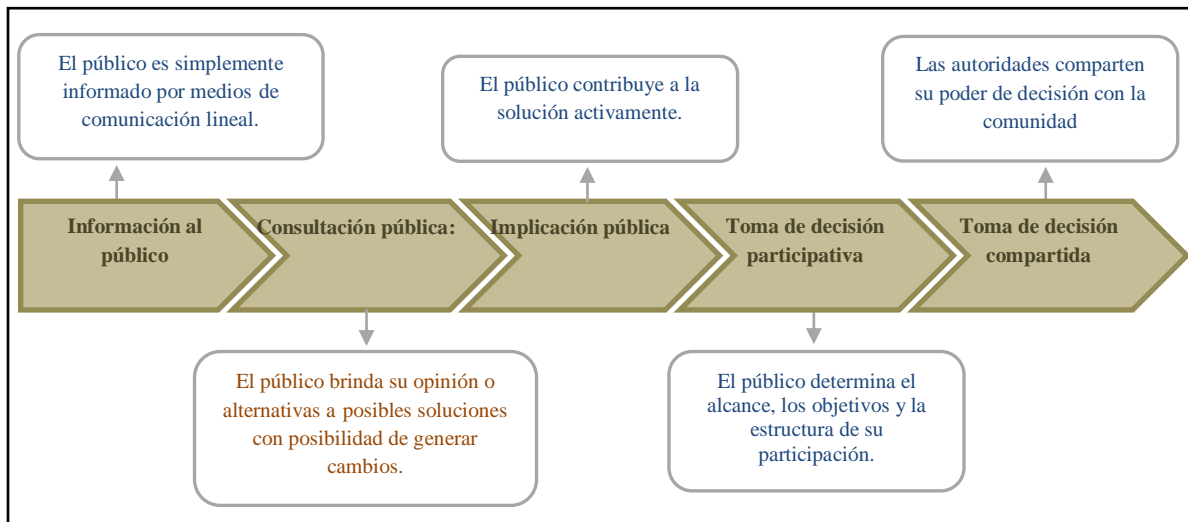 El público es simplemente
informado por medios de
comunicación lineal.
El público contribuye a la
solución activamente.
Las autoridades comparten
su poder de decisión con la
comunidad
Información al
público
Consultación pública:
Implicación pública
Toma de decisión
participativa
Toma de decisión
compartida
El público brinda su opinión o
alternativas a posibles soluciones
con posibilidad de generar
cambios.
El público determina el
alcance, los objetivos y la
estructura de su
participación.